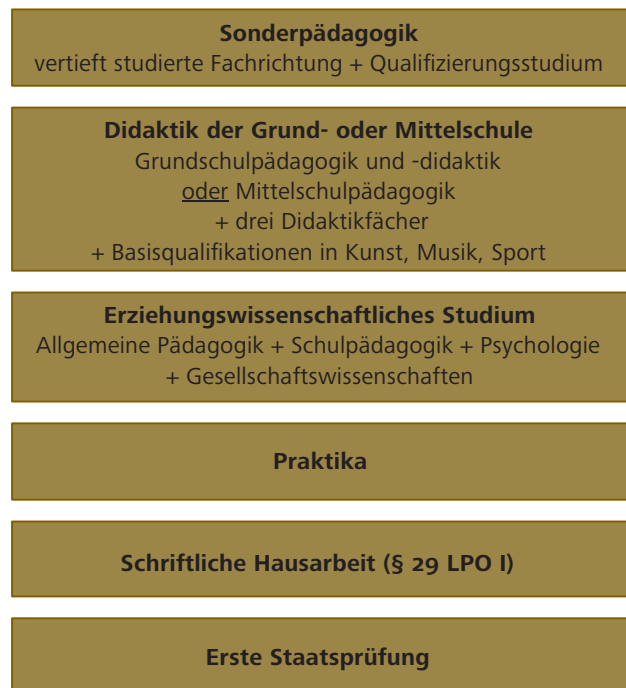 Sonderpädagogik
vertieft studierte Fachrichtung + Qualifizierungsstudium
Didaktik der Grund- oder Mittelschule
Grundschulpädagogik und -didaktik
oder Mittelschulpädagogik
+ drei Didaktikfächer
+ Basisqualifikationen in Kunst, Musik, Sport
Erziehungswissenschaftliches Studium
Allgemeine Pädagogik + Schulpädagogik + Psychologie
+ Gesellschaftswissenschaften
Praktika
Schriftliche Hausarbeit (§ 29 LPO I)
Erste Staatsprüfung